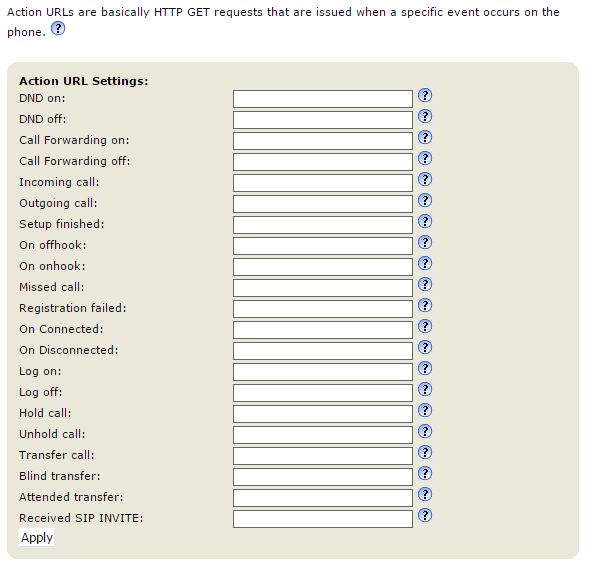 Action URLs are basically HTTP GET requests that are issued when a specific event occurs on the
phone. ?
Action URL Settings:
DND on: ?
DND off: ?
Call Forwarding on: ?
Call Forwarding off: ?
Incoming call: ?
Outgoing call: ?
Setup finished: ?
On offhook: ?
On onhook: ?
Missed call: ?
Registration failed: ?
On Connected: ?
On Disconnected: ?
Log on: ?
Log off: ?
Hold call: ?
Unhold call: ?
Transfer call: ?
Blind transfer: ?
Attended transfer: ?
Received SIP INVITE: ?
Apply